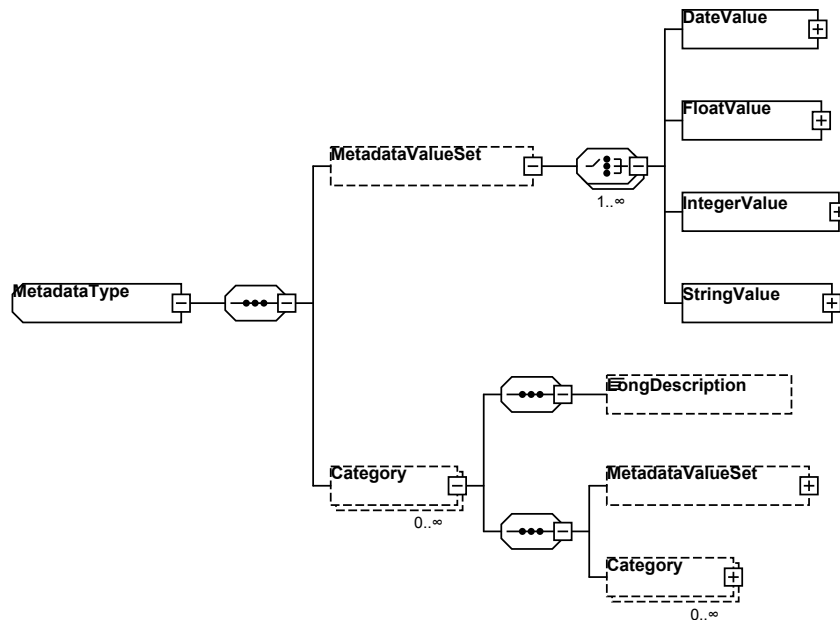 DateValue
FloatValue
MetadataValueSet
1..∞
IntegerValue
MetadataType
StringValue
LongDescription
Category
0..∞
MetadataValueSet
Category
0..∞